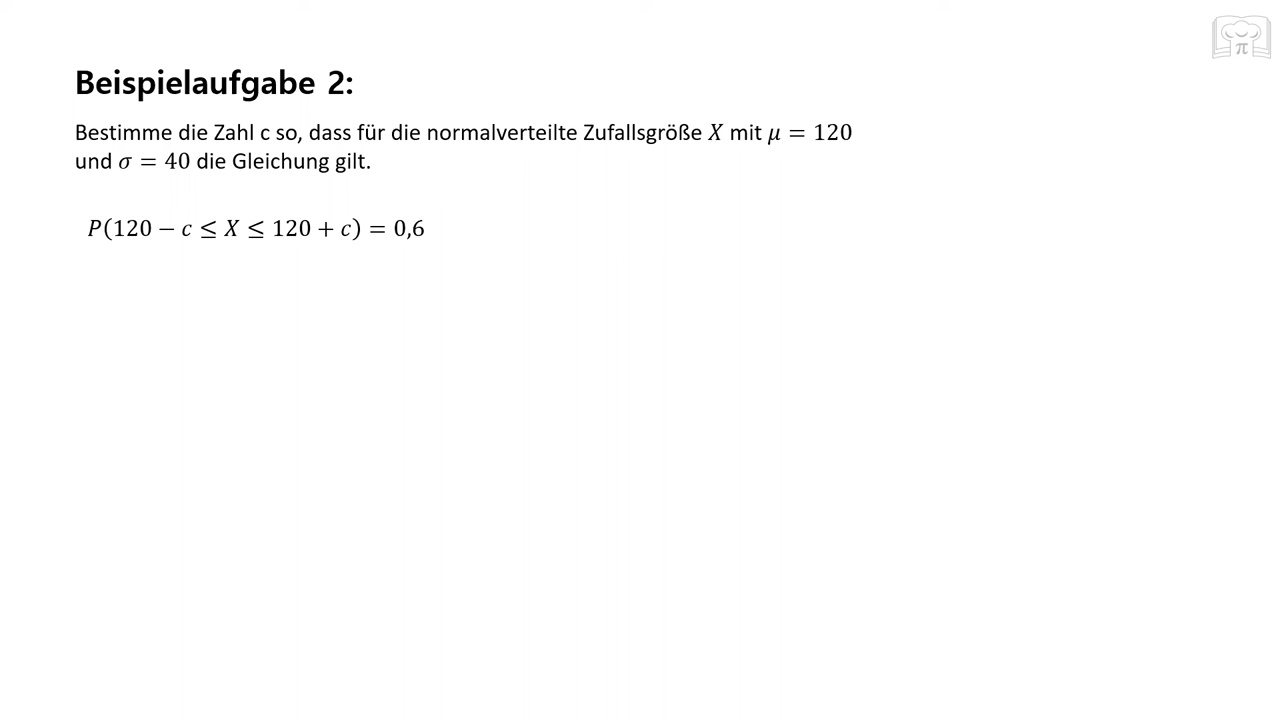 π
Beispielaufgabe 2:
Bestimme die Zahl c so, dass für die normalverteilte Zufallsgröße X mit μ = 120
und σ = 40 die Gleichung gilt.
P(120 − c ≤ X ≤ 120 + c) = 0,6